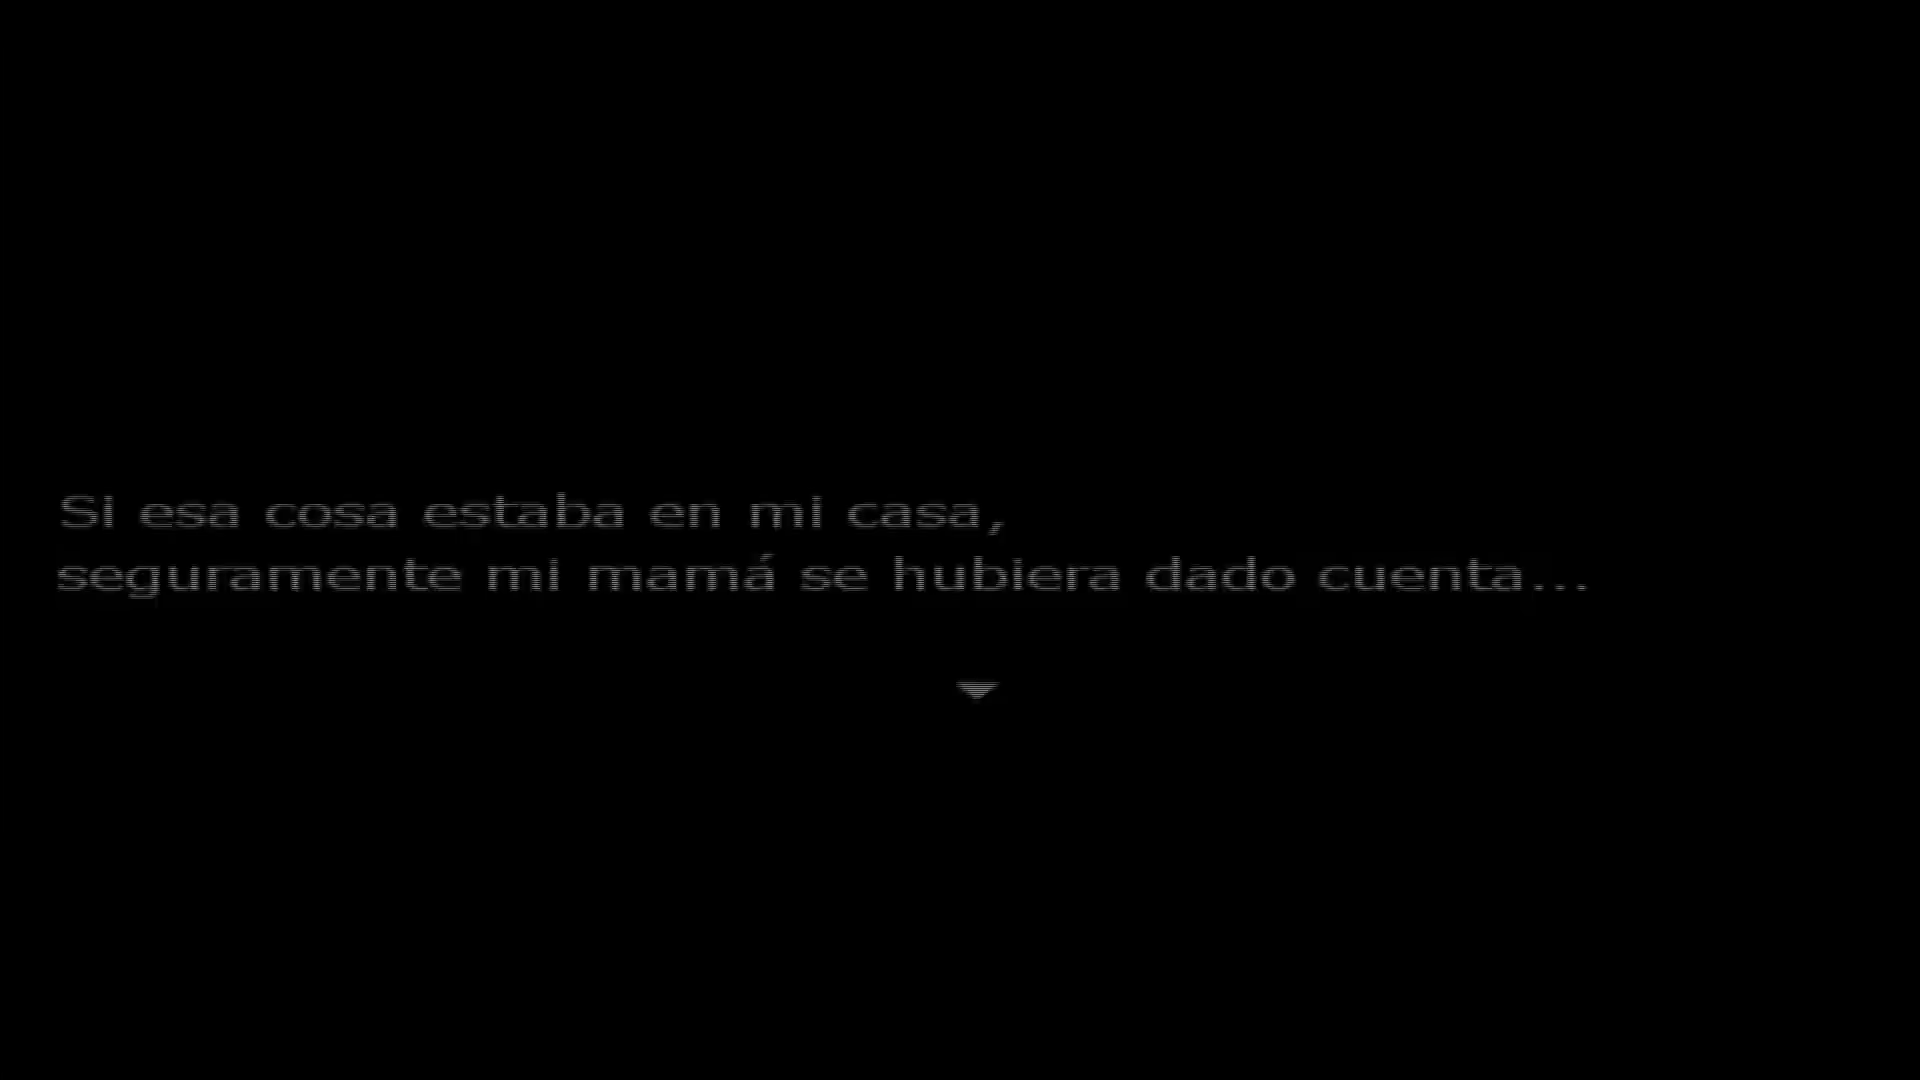 Si esa cosa estaba en mi casa,
seguramente mi mamá se hubiera dado cuenta...